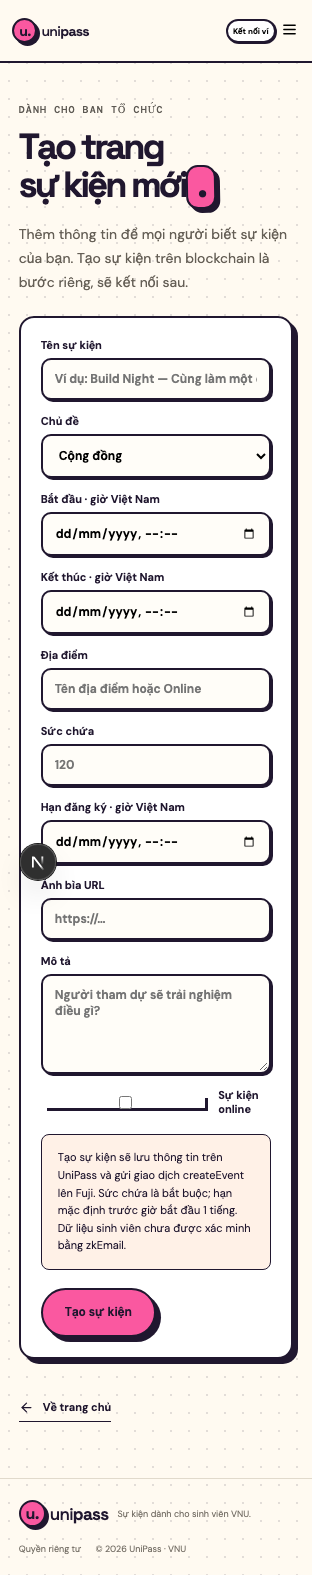 u. unipass
Kết nối ví
DÀNH CHO BAN TỔ CHỨC
Tạo trang
sự kiện mới.
Thêm thông tin để mọi người biết sự kiện
của bạn. Tạo sự kiện trên blockchain là
bước riêng, sẽ kết nối sau.
Tên sự kiện
Ví dụ: Build Night — Cùng làm một
Chủ đề
Cộng đồng
Bắt đầu · giờ Việt Nam
dd/mm/yyyy, --:--
Kết thúc · giờ Việt Nam
dd/mm/yyyy, --:--
Địa điểm
Tên địa điểm hoặc Online
Sức chứa
120
Hạn đăng ký · giờ Việt Nam
dd/mm/yyyy, --:--
N
Ảnh bìa URL
https://...
Mô tả
Người tham dự sẽ trải nghiệm
điều gì?
Sự kiện
online
Tạo sự kiện sẽ lưu thông tin trên
UniPass và gửi giao dịch createEvent
lên Fuji. Sức chứa là bắt buộc; hạn
mặc định trước giờ bắt đầu 1 tiếng.
Dữ liệu sinh viên chưa được xác minh
bằng zkEmail.
Tạo sự kiện
← Về trang chủ
u. unipass Sự kiện dành cho sinh viên VNU.
Quyền riêng tư © 2026 UniPass · VNU